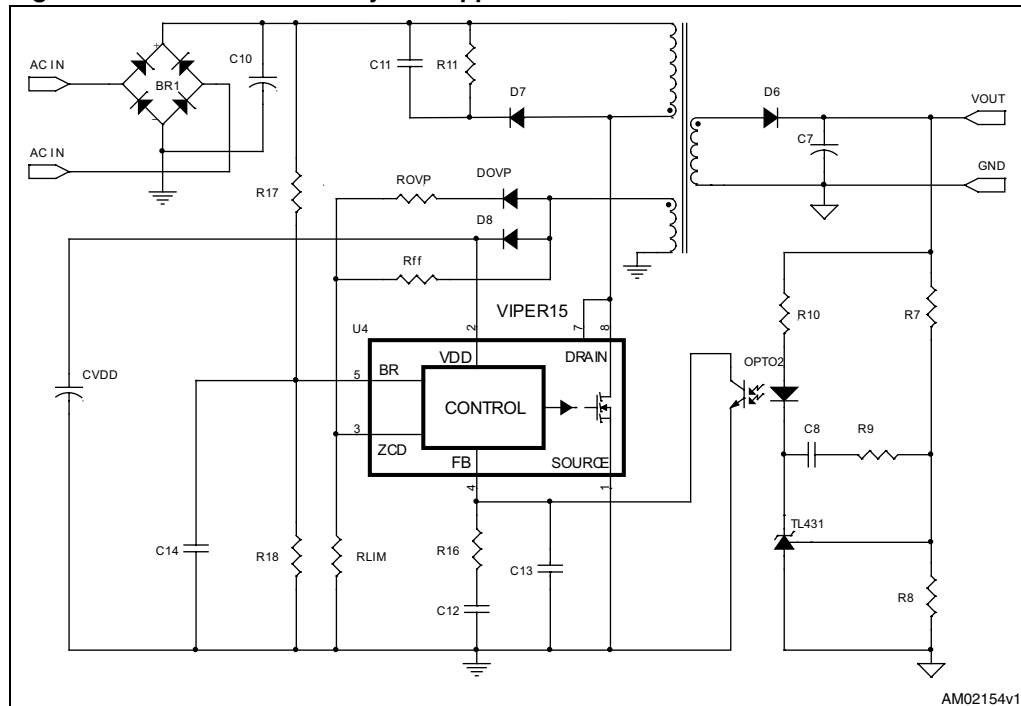 AC IN
C10
C11
R11
BR1
D7
D6
VOUT
C7
AC IN
GND
R17
ROVP
DOVP
D8
Rff
VIPER15
R10
R7
U4
2
7
8
OPTO2
CVDD
5
BR
VDD
DRAIN
CONTROL
3
ZCD
C8
R9
FB
SOURCE
4
1
TL431
C14
R18
RLIM
R16
C13
R8
C12
AM02154v1